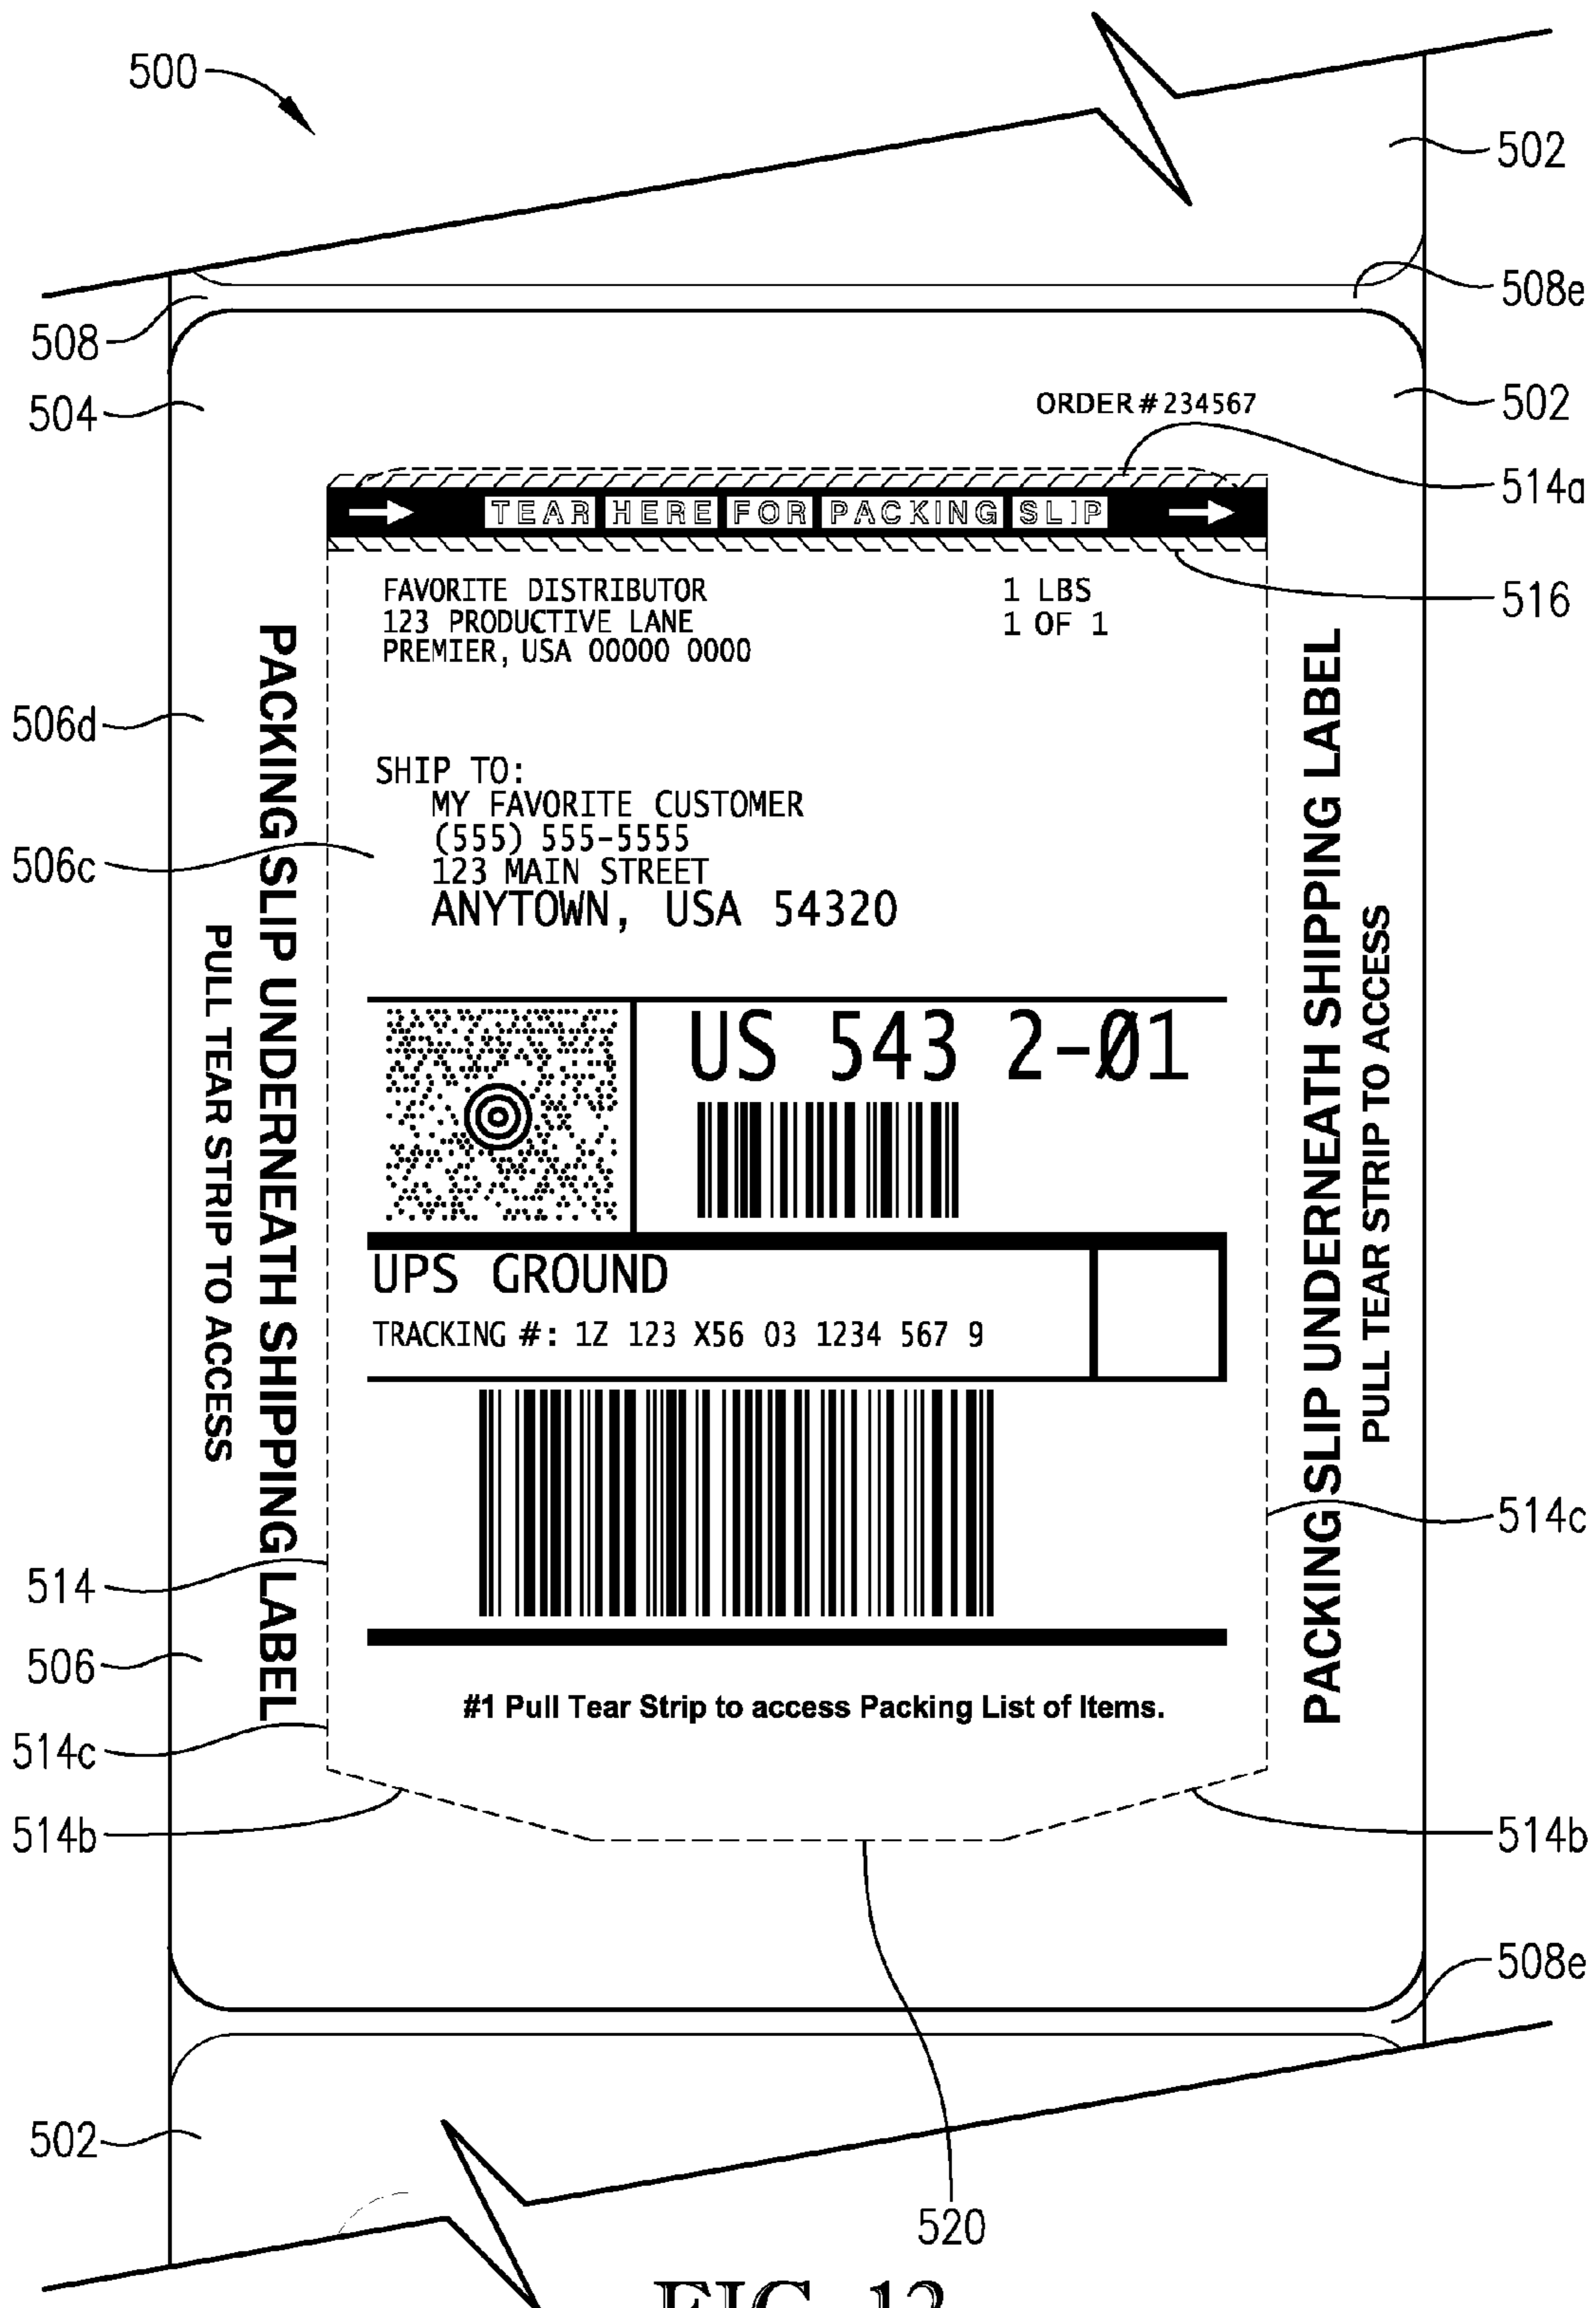 500
502
508e
508
504
502
ORDER # 234567
514a
TEAR HERE FOR PACKING SLIP
516
FAVORITE DISTRIBUTOR
123 PRODUCTIVE LANE
PREMIER, USA 00000 0000
1 LBS
1 OF 1
506d
SHIP TO:
MY FAVORITE CUSTOMER
(555) 555-5555
123 MAIN STREET
ANYTOWN, USA 54320
506c
PACKING SLIP UNDERNEATH SHIPPING LABEL
PULL TEAR STRIP TO ACCESS
PACKING SLIP UNDERNEATH SHIPPING LABEL
PULL TEAR STRIP TO ACCESS
US 543 2-01
UPS GROUND
TRACKING #: 1Z 123 X56 03 1234 567 9
514c
514
506
#1 Pull Tear Strip to access Packing List of Items.
514c
514b
514b
508e
502
520